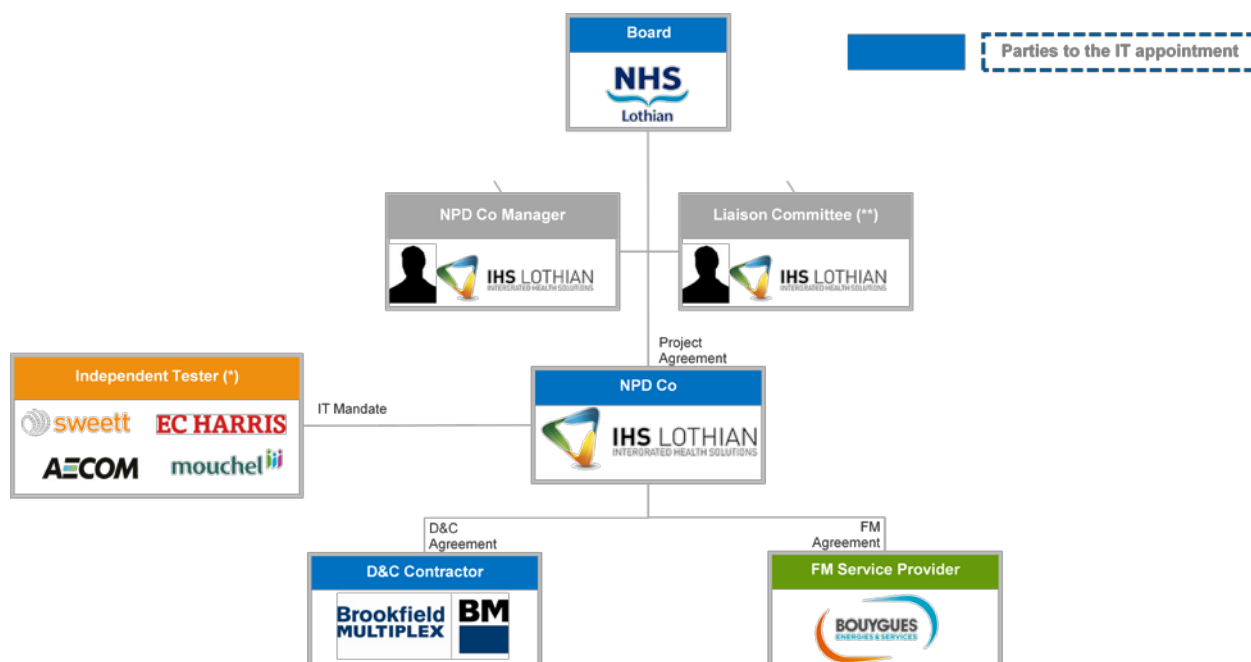 Board
NHS
Lothian
Parties to the IT appointment
NPD Co Manager
IHS LOTHIAN
INTERGRATED HEALTH SOLUTIONS
Liaison Committee (**)
IHS LOTHIAN
INTERGRATED HEALTH SOLUTIONS
Project
Agreement
Independent Tester (*)
sweett
EC HARRIS
AECOM
mouchel
IT Mandate
NPD Co
IHS LOTHIAN
INTERGRATED HEALTH SOLUTIONS
D&C
Agreement
FM
Agreement
D&C Contractor
Brookfield
MULTIPLEX
BM
FM Service Provider
BOUYGUES
ENERGIES & SERVICES